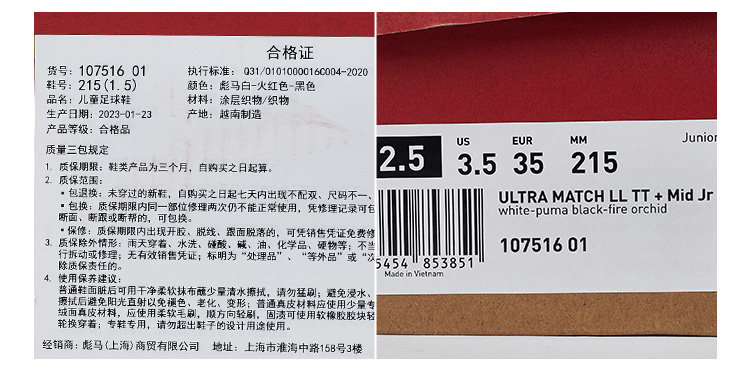 合格证
货号: 107516 01
执行标准: Q31/0101000016C004-2020
鞋号: 215(1.5)
颜色: 彪马白-火红色-黑色
品名: 儿童足球鞋
材料: 涂层织物/织物
生产日期: 2023-01-23
产地: 越南制造
产品等级: 合格品
质量三包规定
1. 质保期限: 鞋类产品为三个月, 自购买之日起算。
2. 质保范围:
• 包退换: 未穿过的新鞋, 自购买之日起七天内出现不配双、尺码不一、
• 包换: 质保期限内同一部位修理两次仍不能正常使用, 凭修理记录可包
断面、断跟或断帮的, 可包换。
• 保修: 质保期限内出现开胶、脱线、跟面脱落的, 可凭销售凭证免费修
3. 质保除外情形: 雨天穿着、水洗、碰酸、碱、油、化学品、硬物等; 不当
行拆动或修理; 无有效销售凭证; 标明为“处理品”、“等外品”或“次
除质保责任的。
4. 使用保养建议:
普通鞋面脏后可用干净柔软抹布蘸少量清水擦拭, 请勿猛刷; 避免浸水、
擦拭后避免阳光直射以免褪色、老化、变形; 普通真皮材料应使用少量专
绒面真皮材料, 应使用柔软毛刷, 顺方向轻刷, 固渍可使用软橡胶胶块轻
轮换穿着; 专鞋专用, 请勿超出鞋子的设计用途使用。
经销商: 彪马(上海)商贸有限公司 地址: 上海市淮海中路158号3楼
2.5
US
3.5
EUR
35
MM
215
Junior
ULTRA MATCH LL TT + Mid Jr
white-puma black-fire orchid
107516 01
5454 853851
Made in Vietnam